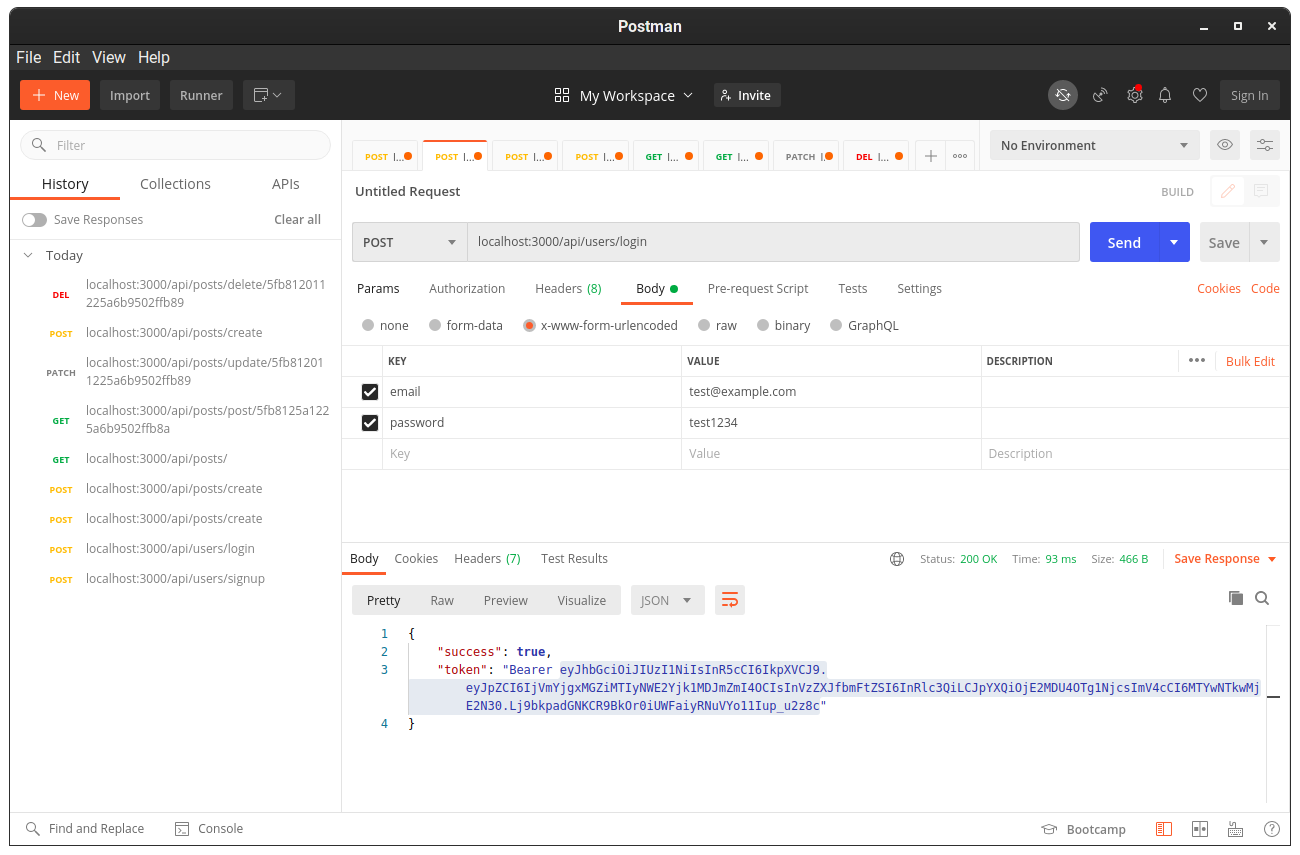 Postman
File Edit View Help
New Import Runner My Workspace Invite Sign In
Filter
History Collections APIs
Save Responses Clear all
Today
DEL localhost:3000/api/posts/delete/5fb812011
225a6b9502ffb89
POST localhost:3000/api/posts/create
PATCH localhost:3000/api/posts/update/5fb81201
1225a6b9502ffb89
GET localhost:3000/api/posts/post/5fb8125a122
5a6b9502ffb8a
GET localhost:3000/api/posts/
POST localhost:3000/api/posts/create
POST localhost:3000/api/posts/create
POST localhost:3000/api/users/login
POST localhost:3000/api/users/signup
POST l... POST l... POST l... POST l... GET l... GET l... PATCH l. DEL l... No Environment
Untitled Request BUILD
POST localhost:3000/api/users/login Send Save
Params Authorization Headers (8) Body Pre-request Script Tests Settings Cookies Code
none form-data x-www-form-urlencoded raw binary GraphQL
KEY VALUE DESCRIPTION Bulk Edit
email test@example.com
password test1234
Key Value Description
Body Cookies Headers (7) Test Results Status: 200 OK Time: 93 ms Size: 466 B Save Response
Pretty Raw Preview Visualize JSON
1 {
2 "success": true,
3 "token": "Bearer eyJhbGciOiJIUzI1NiIsInR5cCI6IkpXVCJ9.
eyJpZCI6IjVmYjgxMGZiMTIyNWE2Yjk1MDJmZmI4OCIsInVzZXJfbmFtZSI6InRlc3QiLCJpYXQiOjE2MDU4OTg1NjcsImV4cCI6MTYwNTkwMj
E2N30.Lj9bkpadGNKCR9BkOr0iUWFaiyRNuVYo11Iup_u2z8c"
4 }
Find and Replace Console Bootcamp